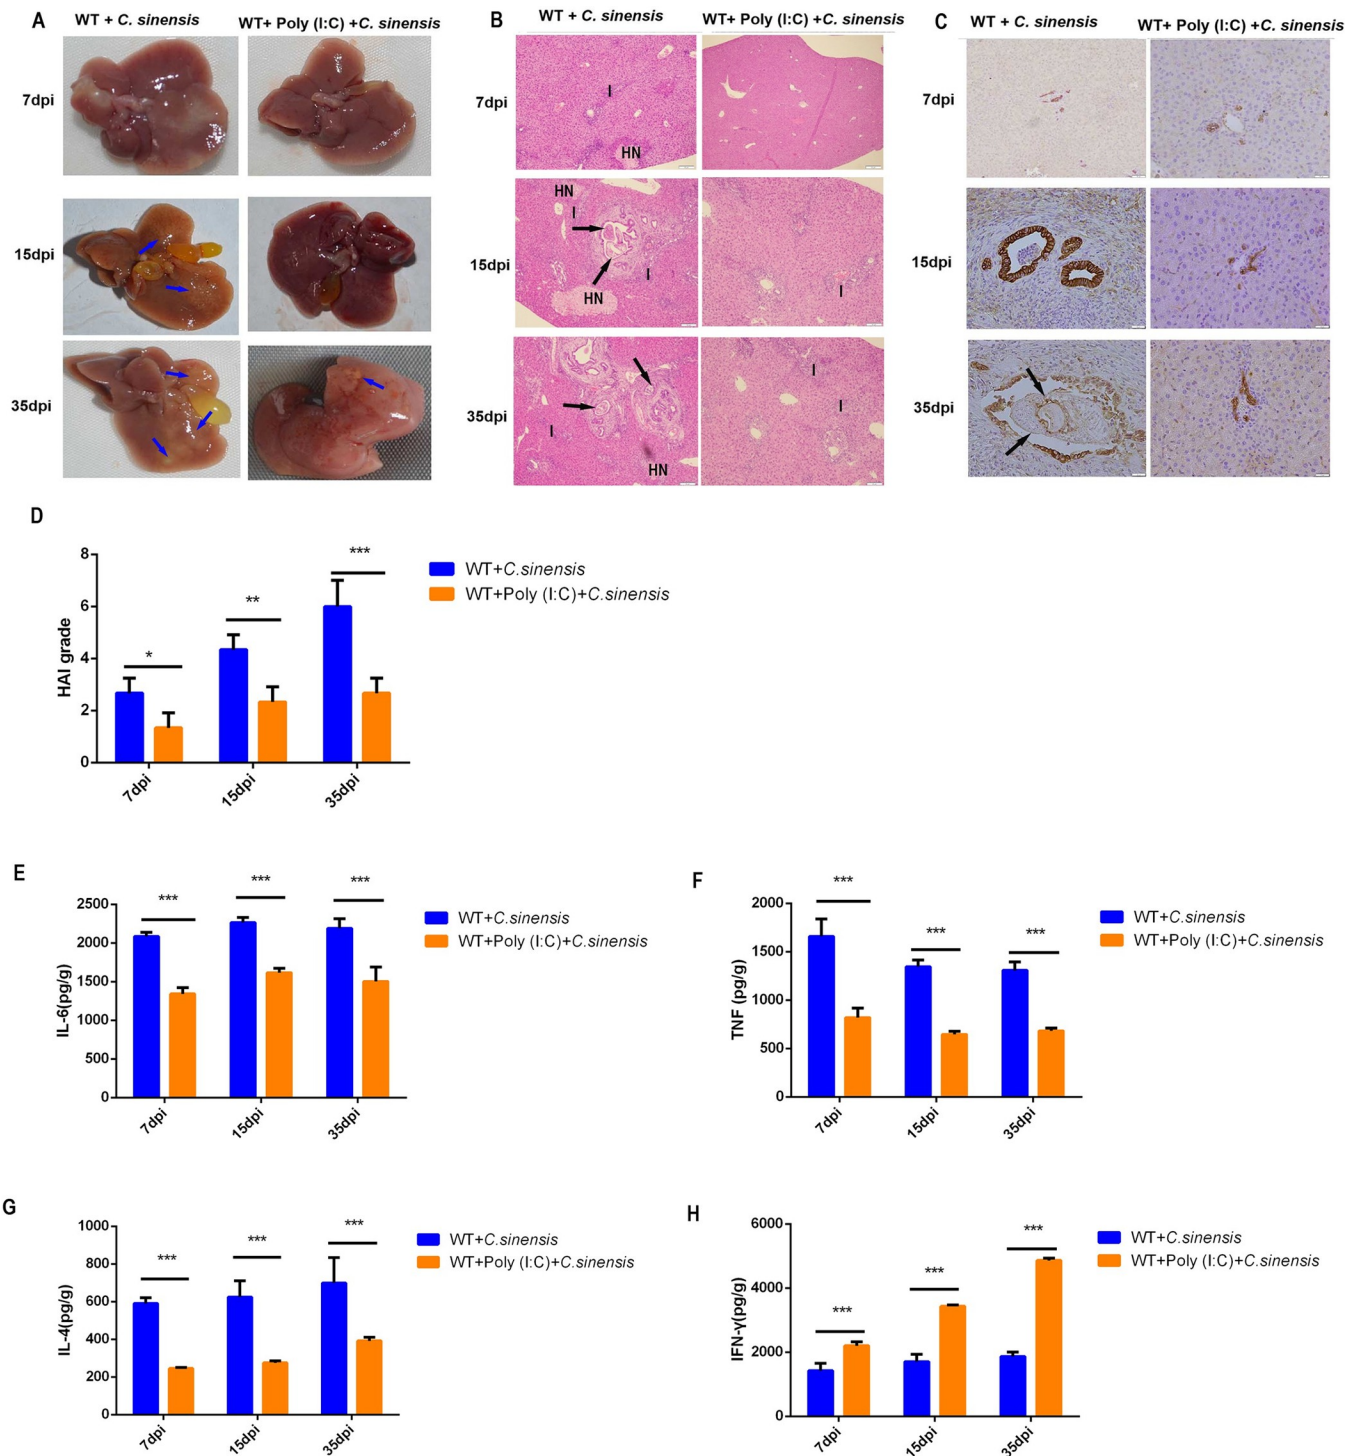 A
WT + C. sinensis
WT+ Poly (I:C) +C. sinensis
7dpi
15dpi
35dpi
B
WT + C. sinensis
WT+ Poly (I:C) +C. sinensis
7dpi
I
HN
15dpi
HN
I
I
HN
I
35dpi
I
HN
I
I
C
WT + C. sinensis
WT+ Poly (I:C) +C. sinensis
7dpi
15dpi
35dpi
D
HAI grade
8
6
4
2
0
*
**
***
7dpi
15dpi
35dpi
WT+C.sinensis
WT+Poly (I:C)+C.sinensis
E
IL-6(pg/g)
2500
2000
1500
1000
500
0
***
***
***
7dpi
15dpi
35dpi
WT+C.sinensis
WT+Poly (I:C)+C.sinensis
F
TNF (pg/g)
2000
1500
1000
500
0
***
***
***
7dpi
15dpi
35dpi
WT+C.sinensis
WT+Poly (I:C)+C.sinensis
G
IL-4(pg/g)
1000
800
600
400
200
0
***
***
***
7dpi
15dpi
35dpi
WT+C.sinensis
WT+Poly (I:C)+C.sinensis
H
IFN-γ(pg/g)
6000
4000
2000
0
***
***
***
7dpi
15dpi
35dpi
WT+C.sinensis
WT+Poly (I:C)+C.sinensis